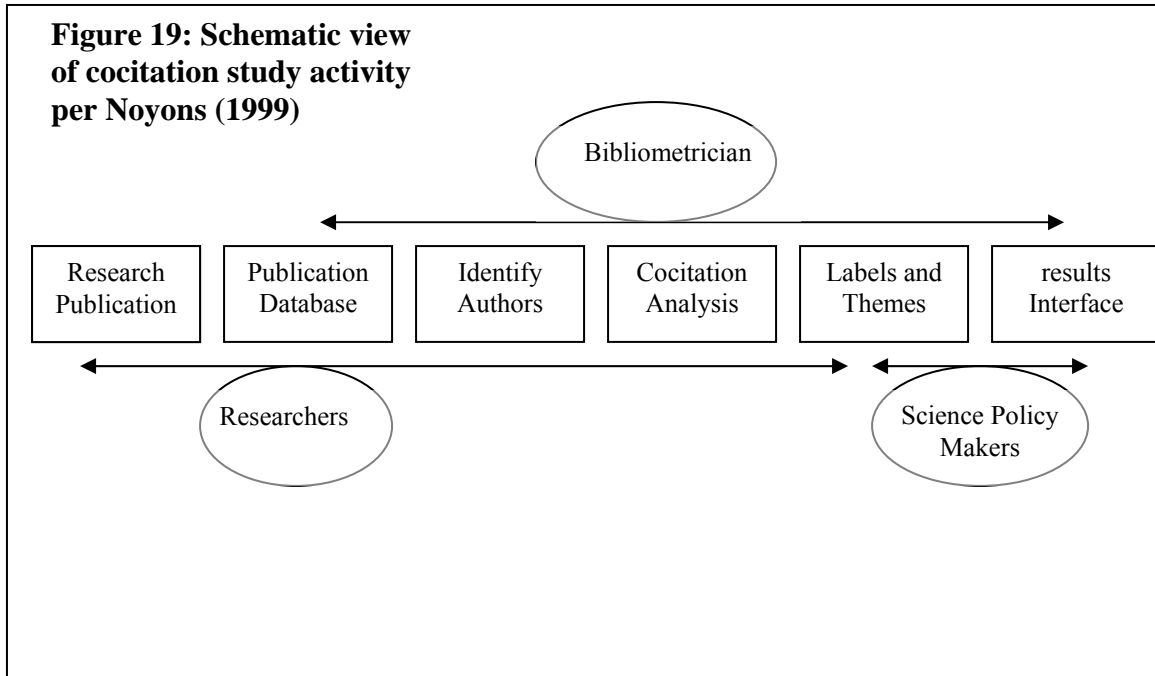 Figure 19: Schematic view
of cocitation study activity
per Noyons (1999)
Bibliometrician
Research
Publication
Publication
Database
Identify
Authors
Cocitation
Analysis
Labels and
Themes
results
Interface
Researchers
Science Policy
Makers